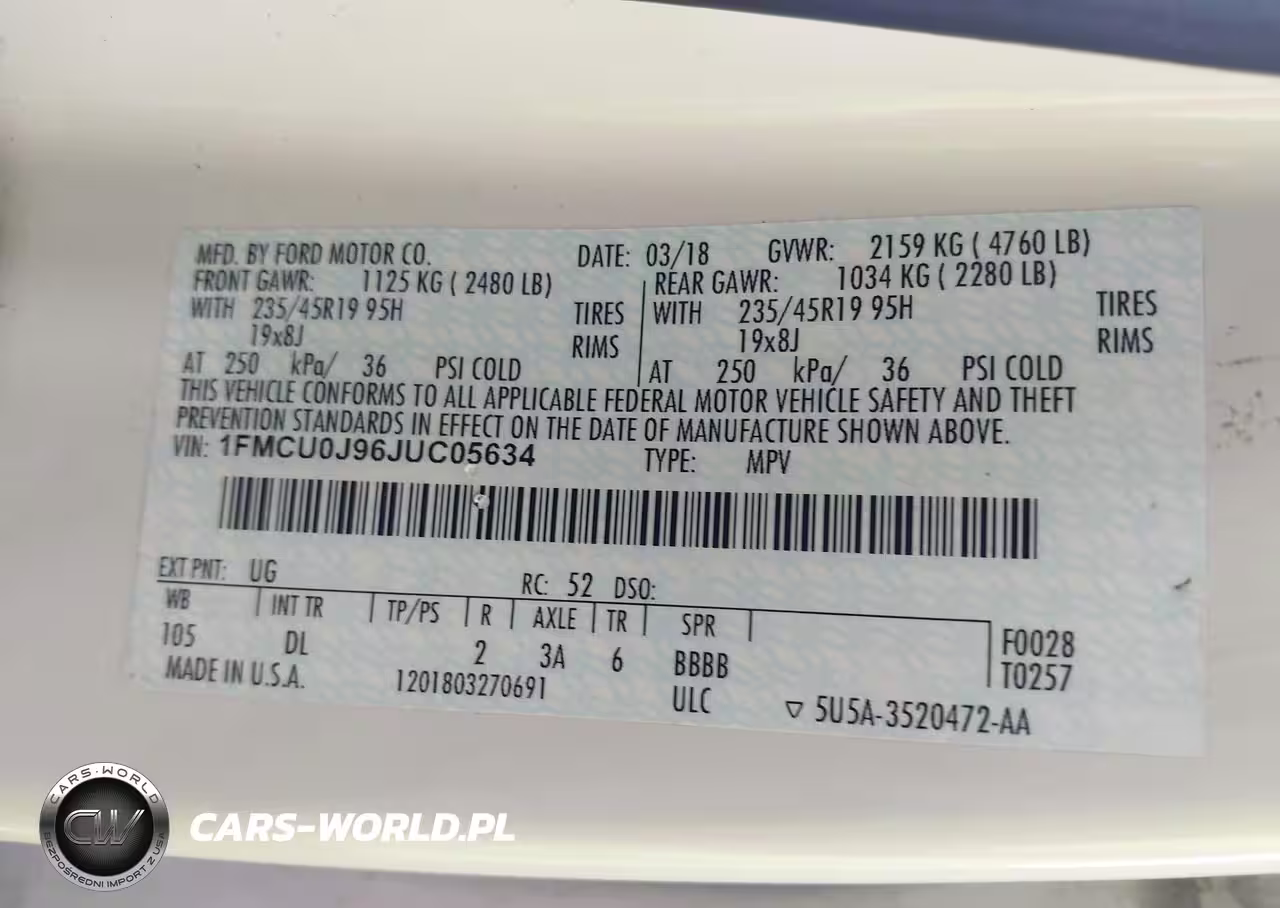 MFD. BY FORD MOTOR CO. DATE: 03/18 GVWR: 2159 KG ( 4760 LB)
FRONT GAWR: 1125 KG ( 2480 LB) REAR GAWR: 1034 KG ( 2280 LB)
WITH 235/45R19 95H TIRES WITH 235/45R19 95H TIRES
19x8J RIMS 19x8J RIMS
AT 250 kPa/ 36 PSI COLD AT 250 kPa/ 36 PSI COLD
THIS VEHICLE CONFORMS TO ALL APPLICABLE FEDERAL MOTOR VEHICLE SAFETY AND THEFT
PREVENTION STANDARDS IN EFFECT ON THE DATE OF MANUFACTURE SHOWN ABOVE.
VIN: 1FMCU0J96JUC05634 TYPE: MPV
EXT PNT: UG RC: 52 DSO:
WB INT TR TP/PS R AXLE TR SPR
105 DL 2 3A 6 BBBB F0028
T0257
MADE IN U.S.A. 1201803270691 ULC ▽ 5U5A-3520472-AA
CARS-WORLD
CW
BEZPOŚREDNI IMPORT Z USA
CARS-WORLD.PL